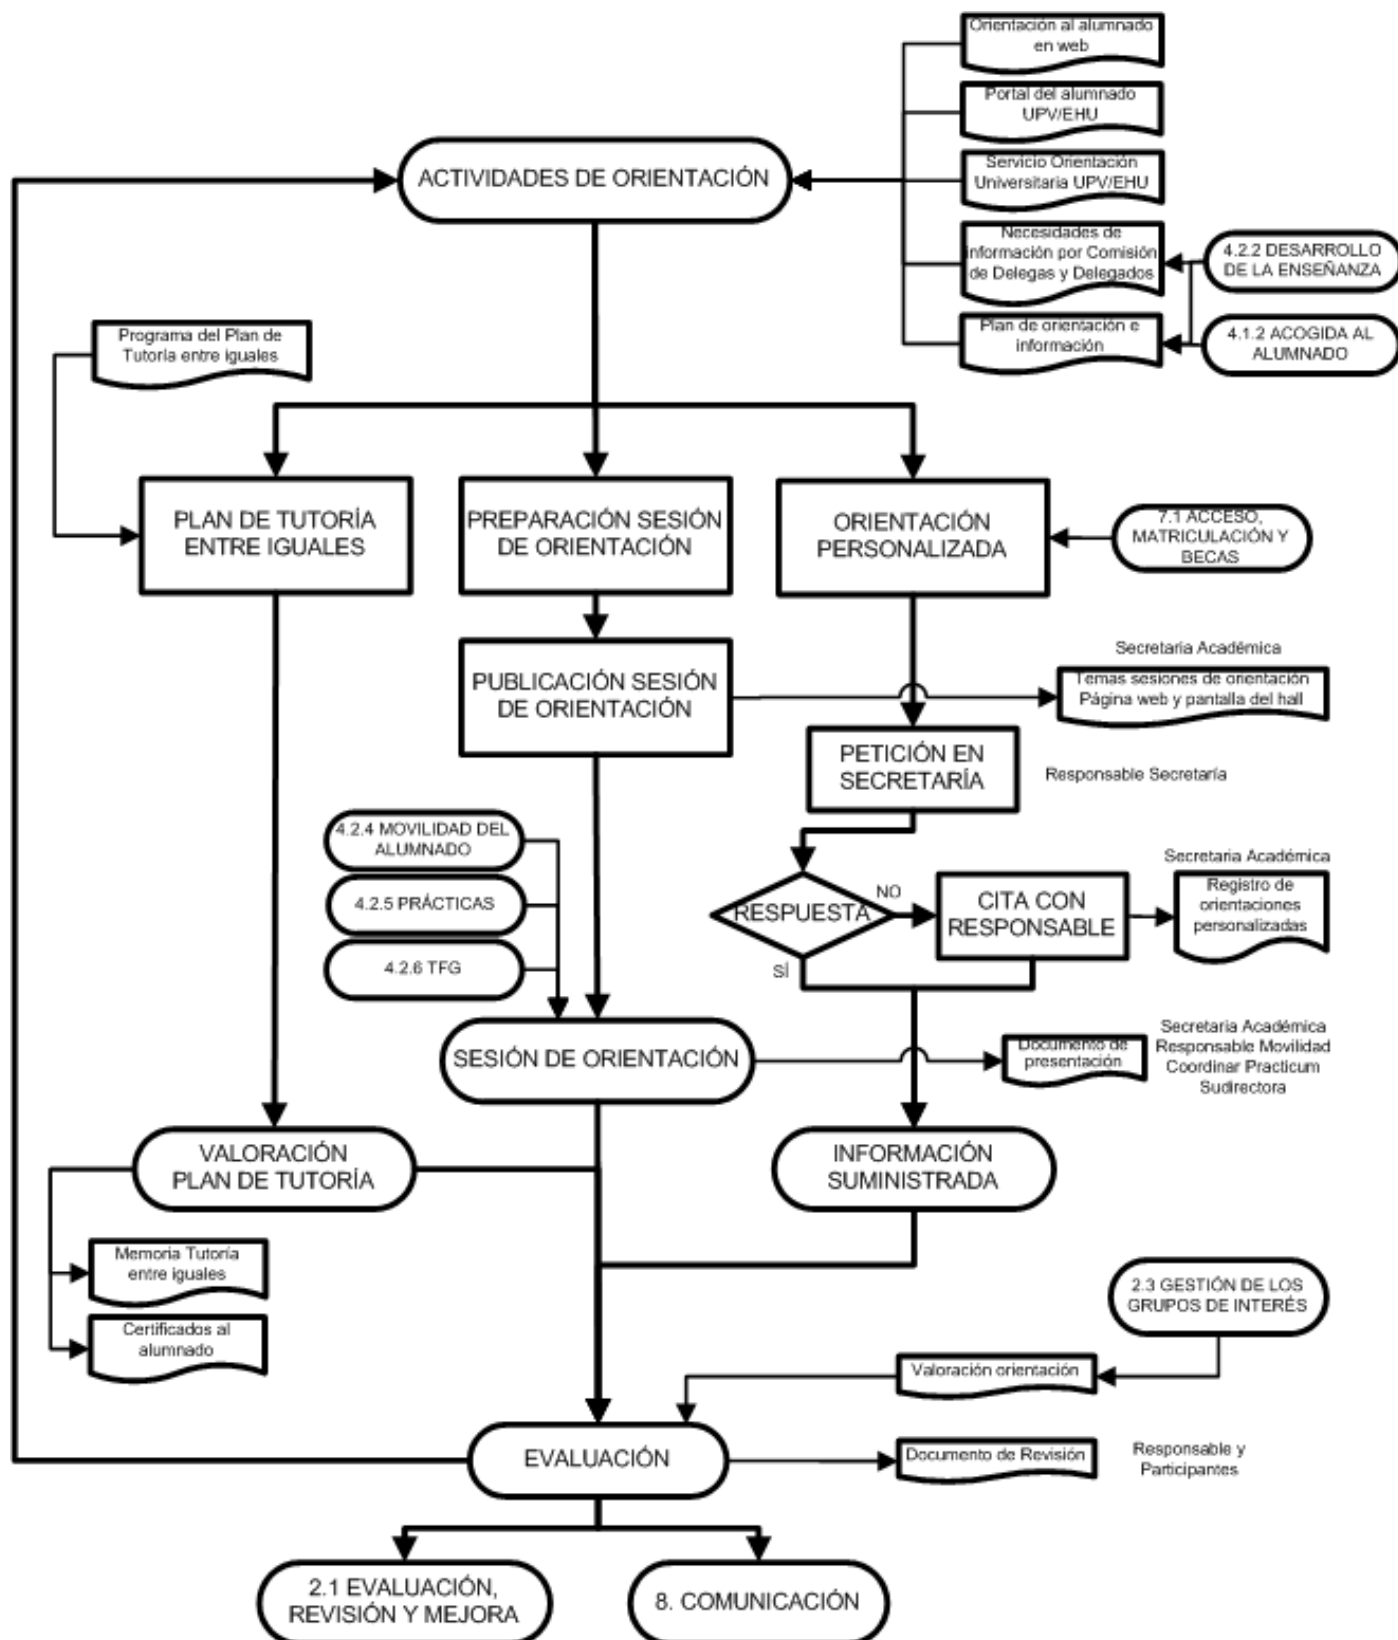 Orientación al alumnado
en web
Portal del alumnado
UPV/EHU
ACTIVIDADES DE ORIENTACIÓN
Servicio Orientación
Universitaria UPV/EHU
Necesidades de
información por Comisión
de Delegas y Delegados
4.2.2 DESARROLLO
DE LA ENSEÑANZA
Plan de orientación e
información
4.1.2 ACOGIDA AL
ALUMNADO
Programa del Plan de
Tutoría entre iguales
PLAN DE TUTORÍA
ENTRE IGUALES
PREPARACIÓN SESIÓN
DE ORIENTACIÓN
ORIENTACIÓN
PERSONALIZADA
7.1 ACCESO,
MATRICULACIÓN Y
BECAS
PUBLICACIÓN SESIÓN
DE ORIENTACIÓN
Secretaria Académica
Temas sesiones de orientación
Página web y pantalla del hall
PETICIÓN EN
SECRETARÍA
Responsable Secretaría
4.2.4 MOVILIDAD DEL
ALUMNADO
4.2.5 PRÁCTICAS
4.2.6 TFG
RESPUESTA
NO
SÍ
CITA CON
RESPONSABLE
Secretaria Académica
Registro de
orientaciones
personalizadas
SESIÓN DE ORIENTACIÓN
Documento de
presentación
Secretaria Académica
Responsable Movilidad
Coordinar Practicum
Sudirectora
VALORACIÓN
PLAN DE TUTORÍA
INFORMACIÓN
SUMINISTRADA
Memoria Tutoría
entre iguales
Certificados al
alumnado
2.3 GESTIÓN DE LOS
GRUPOS DE INTERÉS
Valoración orientación
EVALUACIÓN
Documento de Revisión
Responsable y
Participantes
2.1 EVALUACIÓN,
REVISIÓN Y MEJORA
8. COMUNICACIÓN